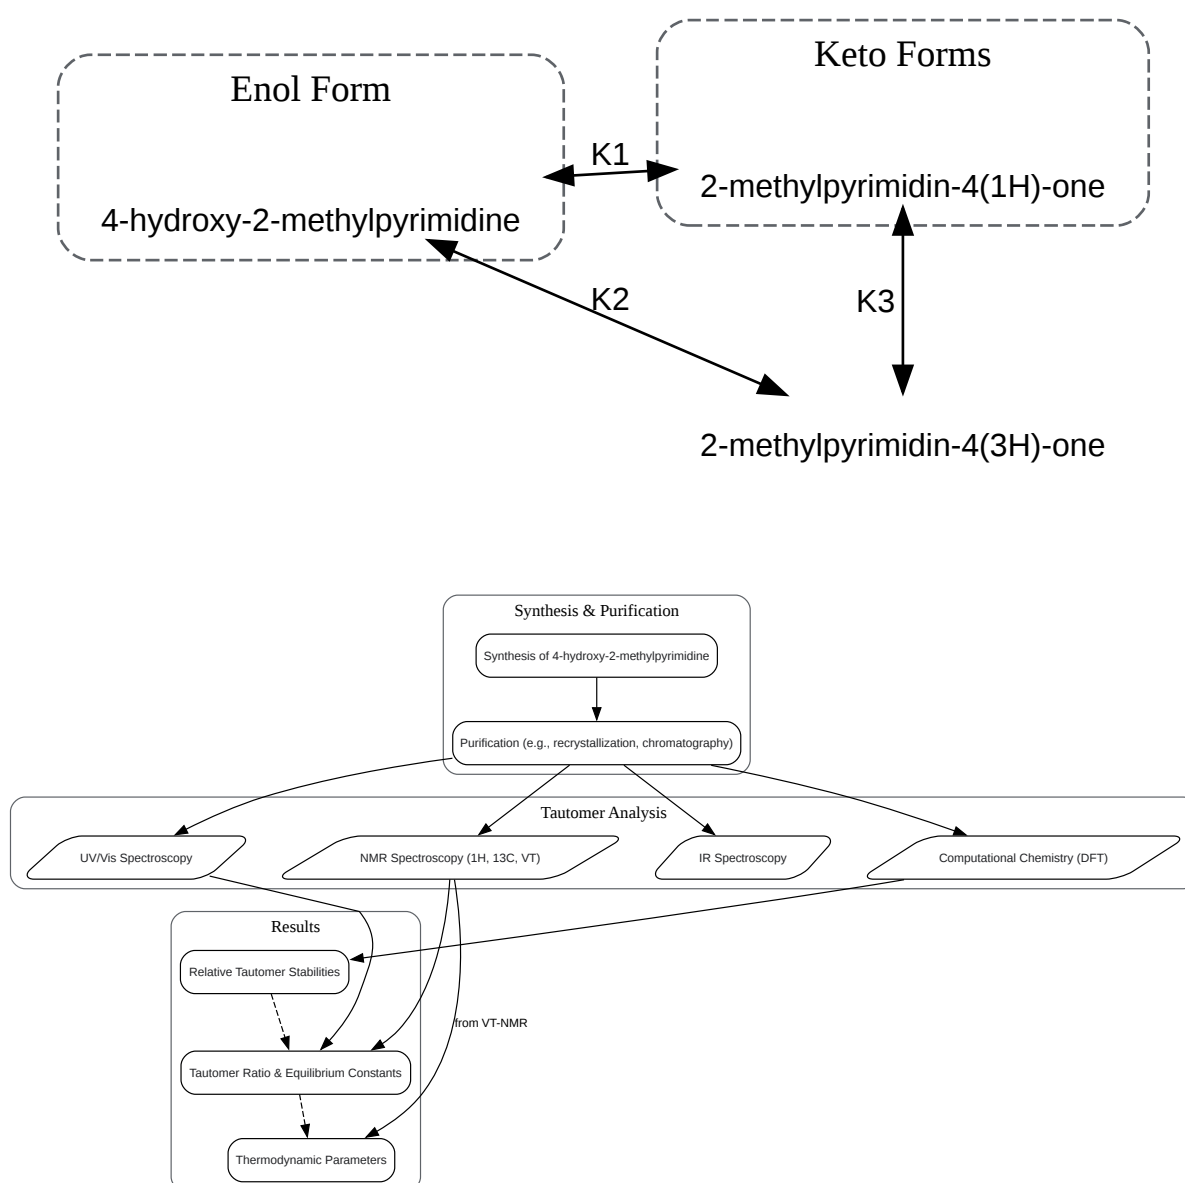 Keto Forms
Enol Form
K1
2-methylpyrimidin-4(1H)-one
4-hydroxy-2-methylpyrimidine
K2
K3
2-methylpyrimidin-4(3H)-one
Synthesis & Purification
Synthesis of 4-hydroxy-2-methylpyrimidine
Purification (e.g., recrystallization, chromatography)
Tautomer Analysis
UV/Vis Spectroscopy
NMR Spectroscopy (1H, 13C, VT)
IR Spectroscopy
Computational Chemistry (DFT)
Results
Relative Tautomer Stabilities
from VT-NMR
Tautomer Ratio & Equilibrium Constants
Thermodynamic Parameters